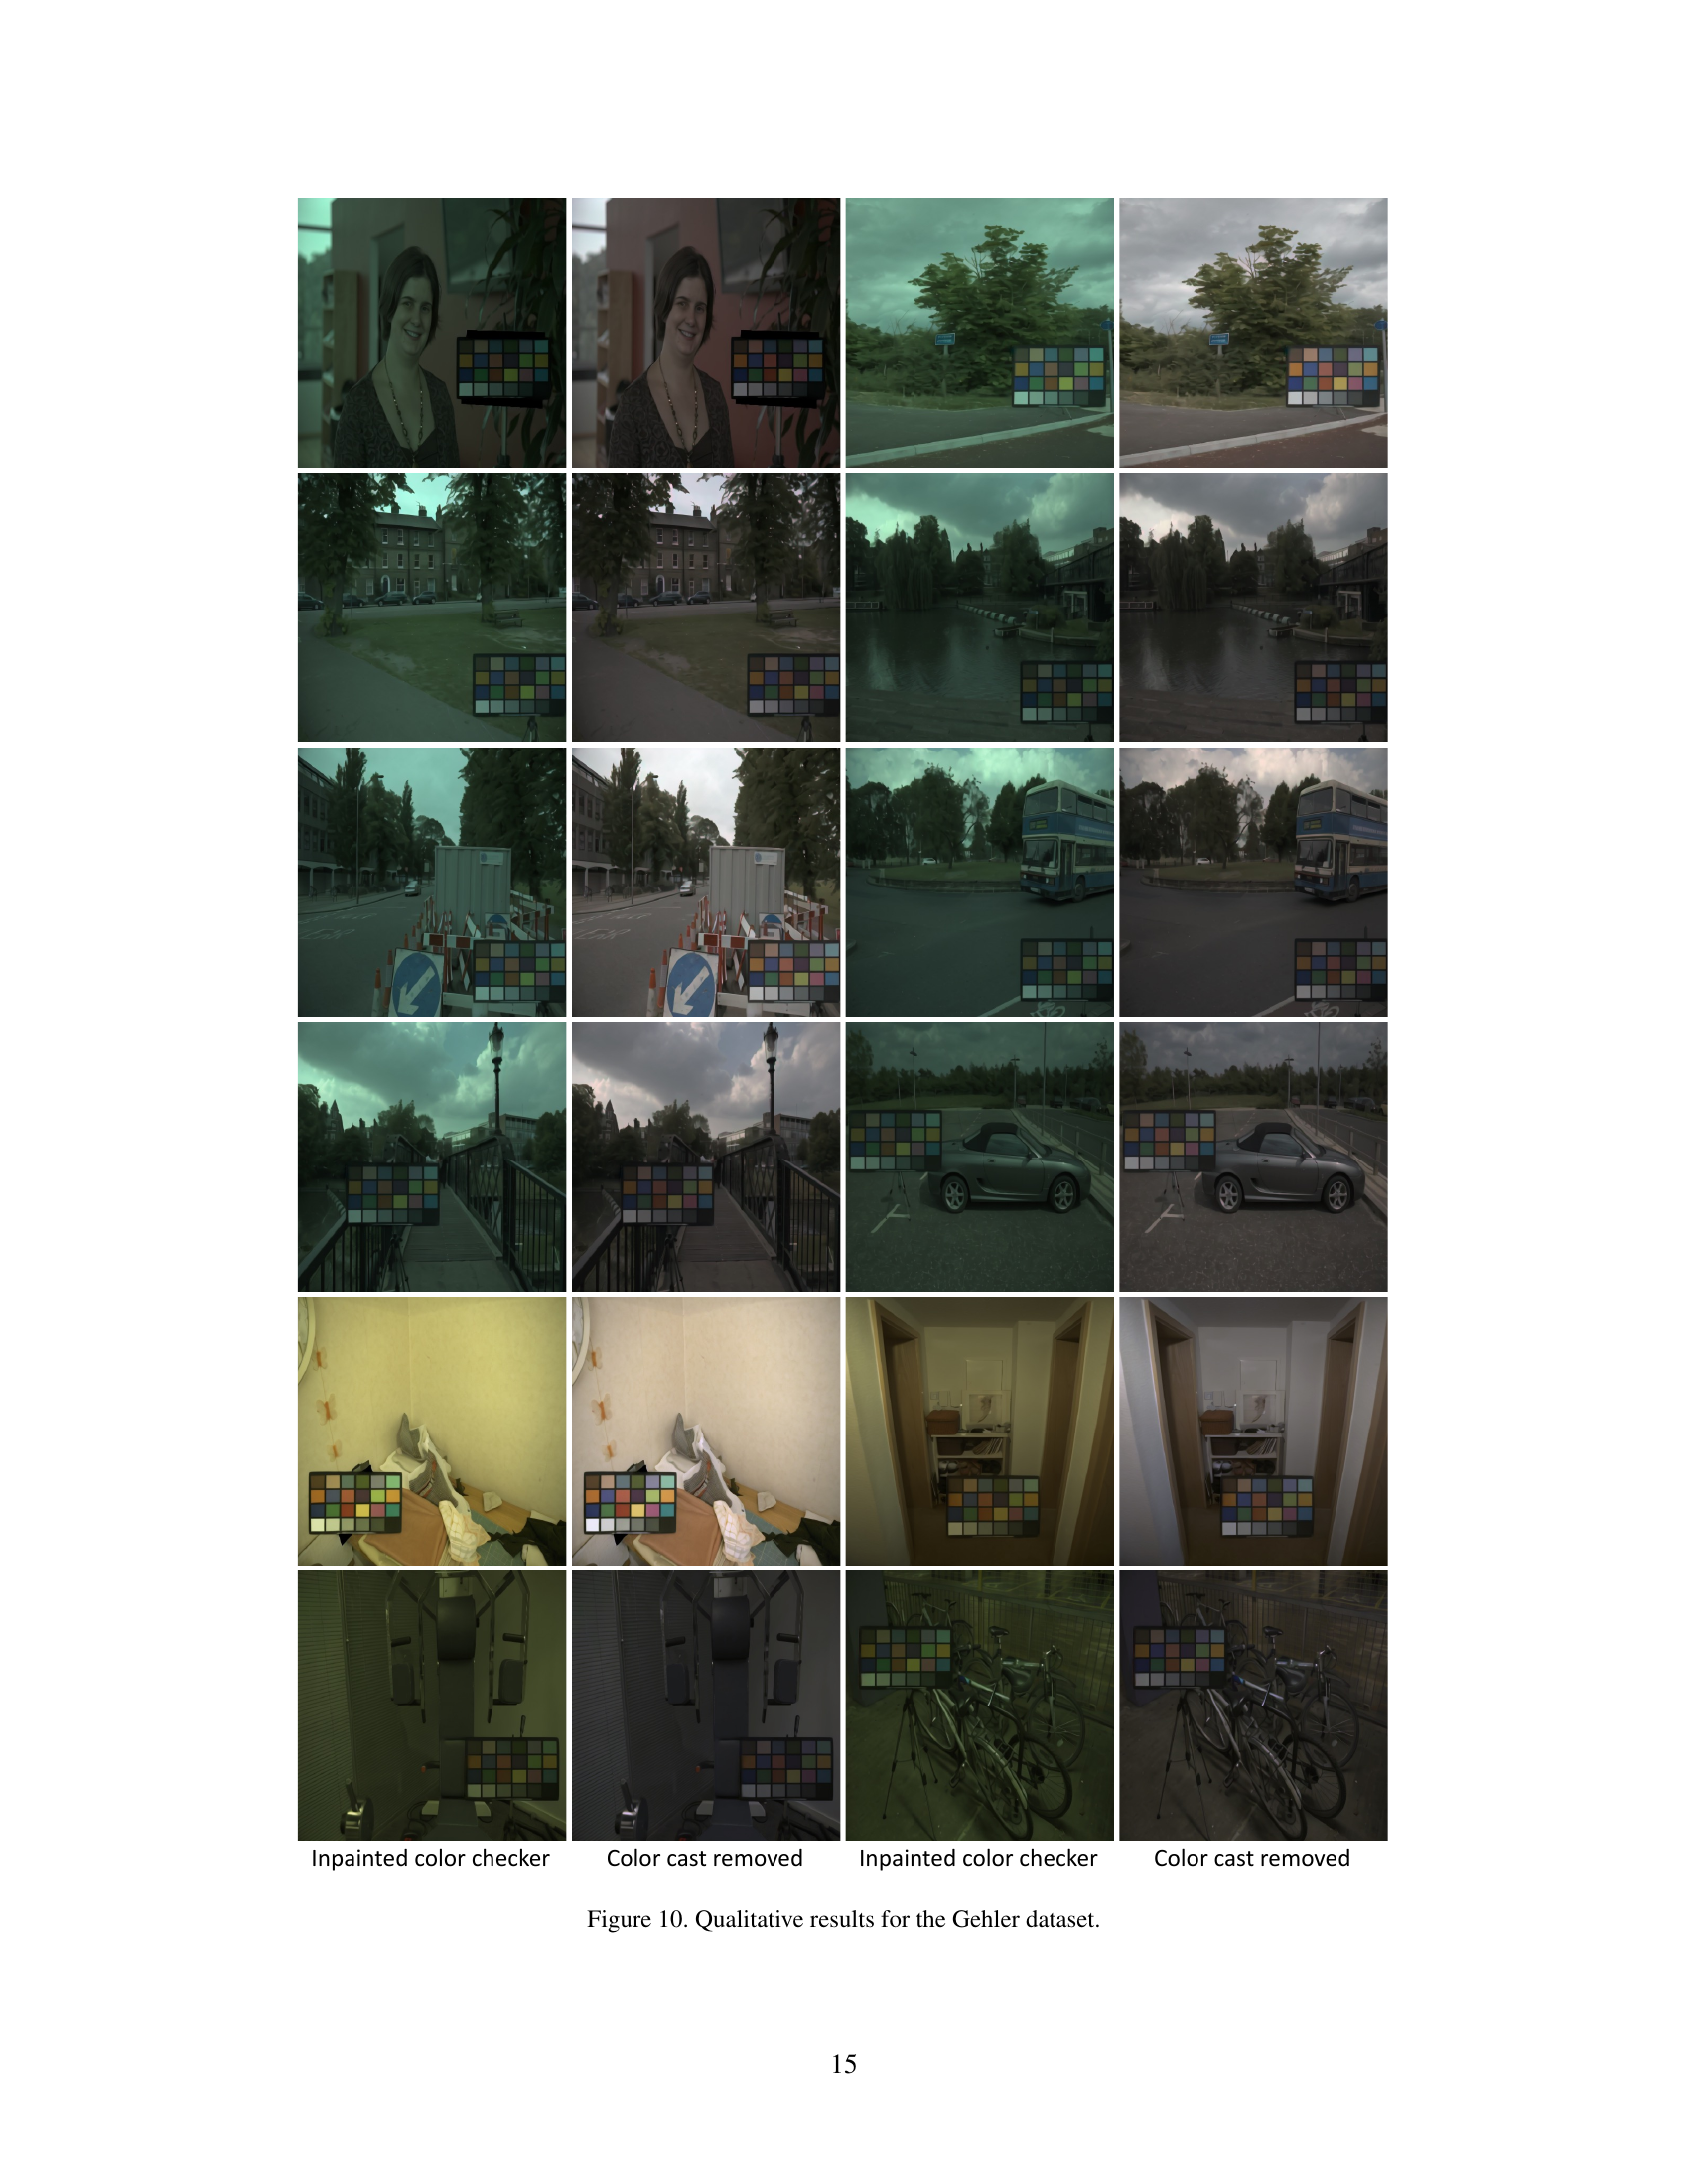 Inpainted color checker
Color cast removed
Inpainted color checker
Color cast removed
Figure 10. Qualitative results for the Gehler dataset.
15